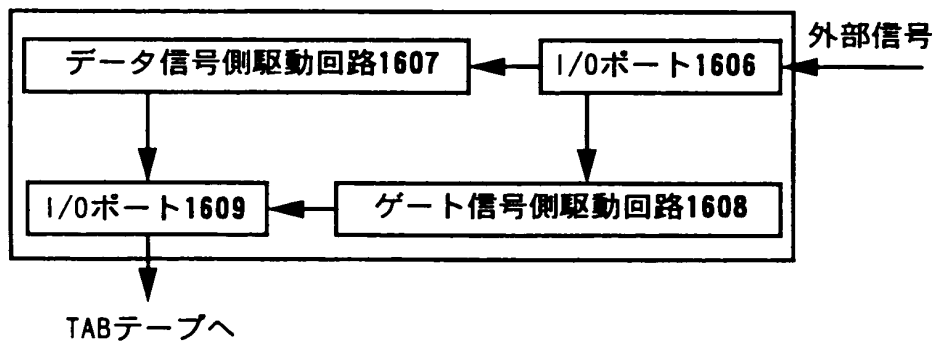 外部信号
データ信号側駆動回路1607
I/Oポート1606
I/Oポート1609
ゲート信号側駆動回路1608
TABテープへ